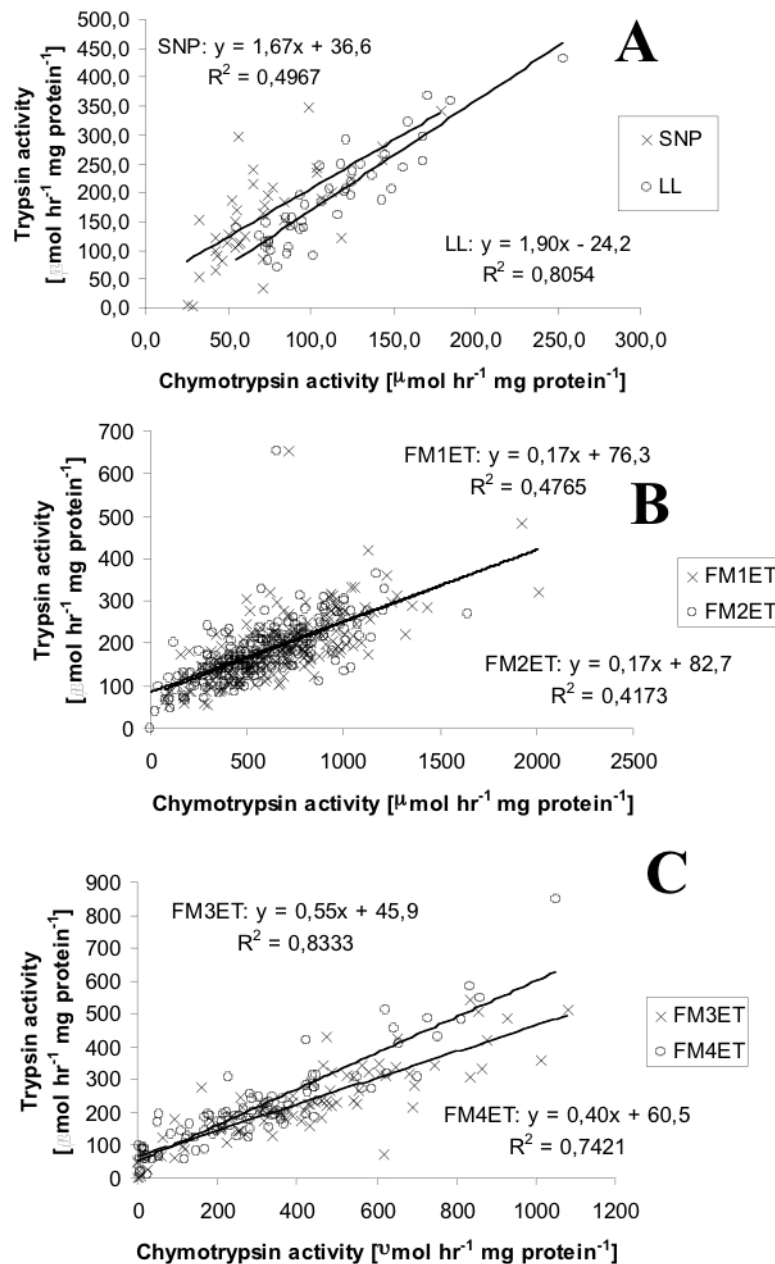 A
SNP: y = 1,67x + 36,6
R² = 0,4967
LL: y = 1,90x - 24,2
R² = 0,8054
SNP
LL
Trypsin activity
mol hr⁻¹ mg protein⁻¹]
500,0
450,0
400,0
350,0
300,0
250,0
200,0
150,0
100,0
50,0
0,0
0,0 50,0 100,0 150,0 200,0 250,0 300,0
Chymotrypsin activity [μmol hr⁻¹ mg protein⁻¹]
B
FM1ET: y = 0,17x + 76,3
R² = 0,4765
FM2ET: y = 0,17x + 82,7
R² = 0,4173
FM1ET
FM2ET
Trypsin activity
mol hr⁻¹ mg protein⁻¹]
700
600
500
400
300
200
100
0
0 500 1000 1500 2000 2500
Chymotrypsin activity [μmol hr⁻¹ mg protein⁻¹]
C
FM3ET: y = 0,55x + 45,9
R² = 0,8333
FM4ET: y = 0,40x + 60,5
R² = 0,7421
FM3ET
FM4ET
Trypsin activity
mol hr⁻¹ mg protein⁻¹]
900
800
700
600
500
400
300
200
100
0
0 200 400 600 800 1000 1200
Chymotrypsin activity [υmol hr⁻¹ mg protein⁻¹]